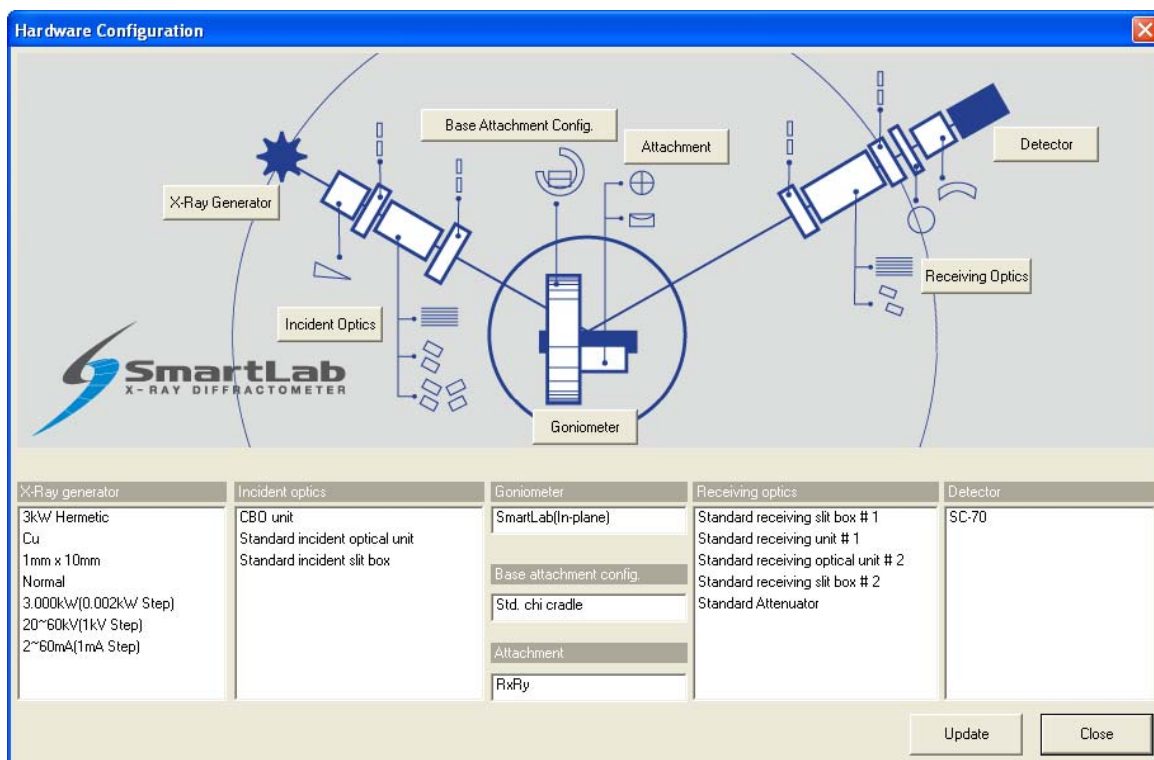 Hardware Configuration
Base Attachment Config.
Attachment
Detector
X-Ray Generator
Receiving Optics
Incident Optics
SmartLab
X-RAY DIFFRACTOMETER
Goniometer
X-Ray generator
3kW Hermetic
Cu
1mm x 10mm
Normal
3.000kW(0.002kW Step)
20~60kV(1kV Step)
2~60mA(1mA Step)
Incident optics
CBO unit
Standard incident optical unit
Standard incident slit box
Goniometer
SmartLab(In-plane)
Base attachment config.
Std. chi cradle
Attachment
RxRy
Receiving optics
Standard receiving slit box # 1
Standard receiving unit # 1
Standard receiving optical unit # 2
Standard receiving slit box # 2
Standard Attenuator
Detector
SC-70
Update
Close